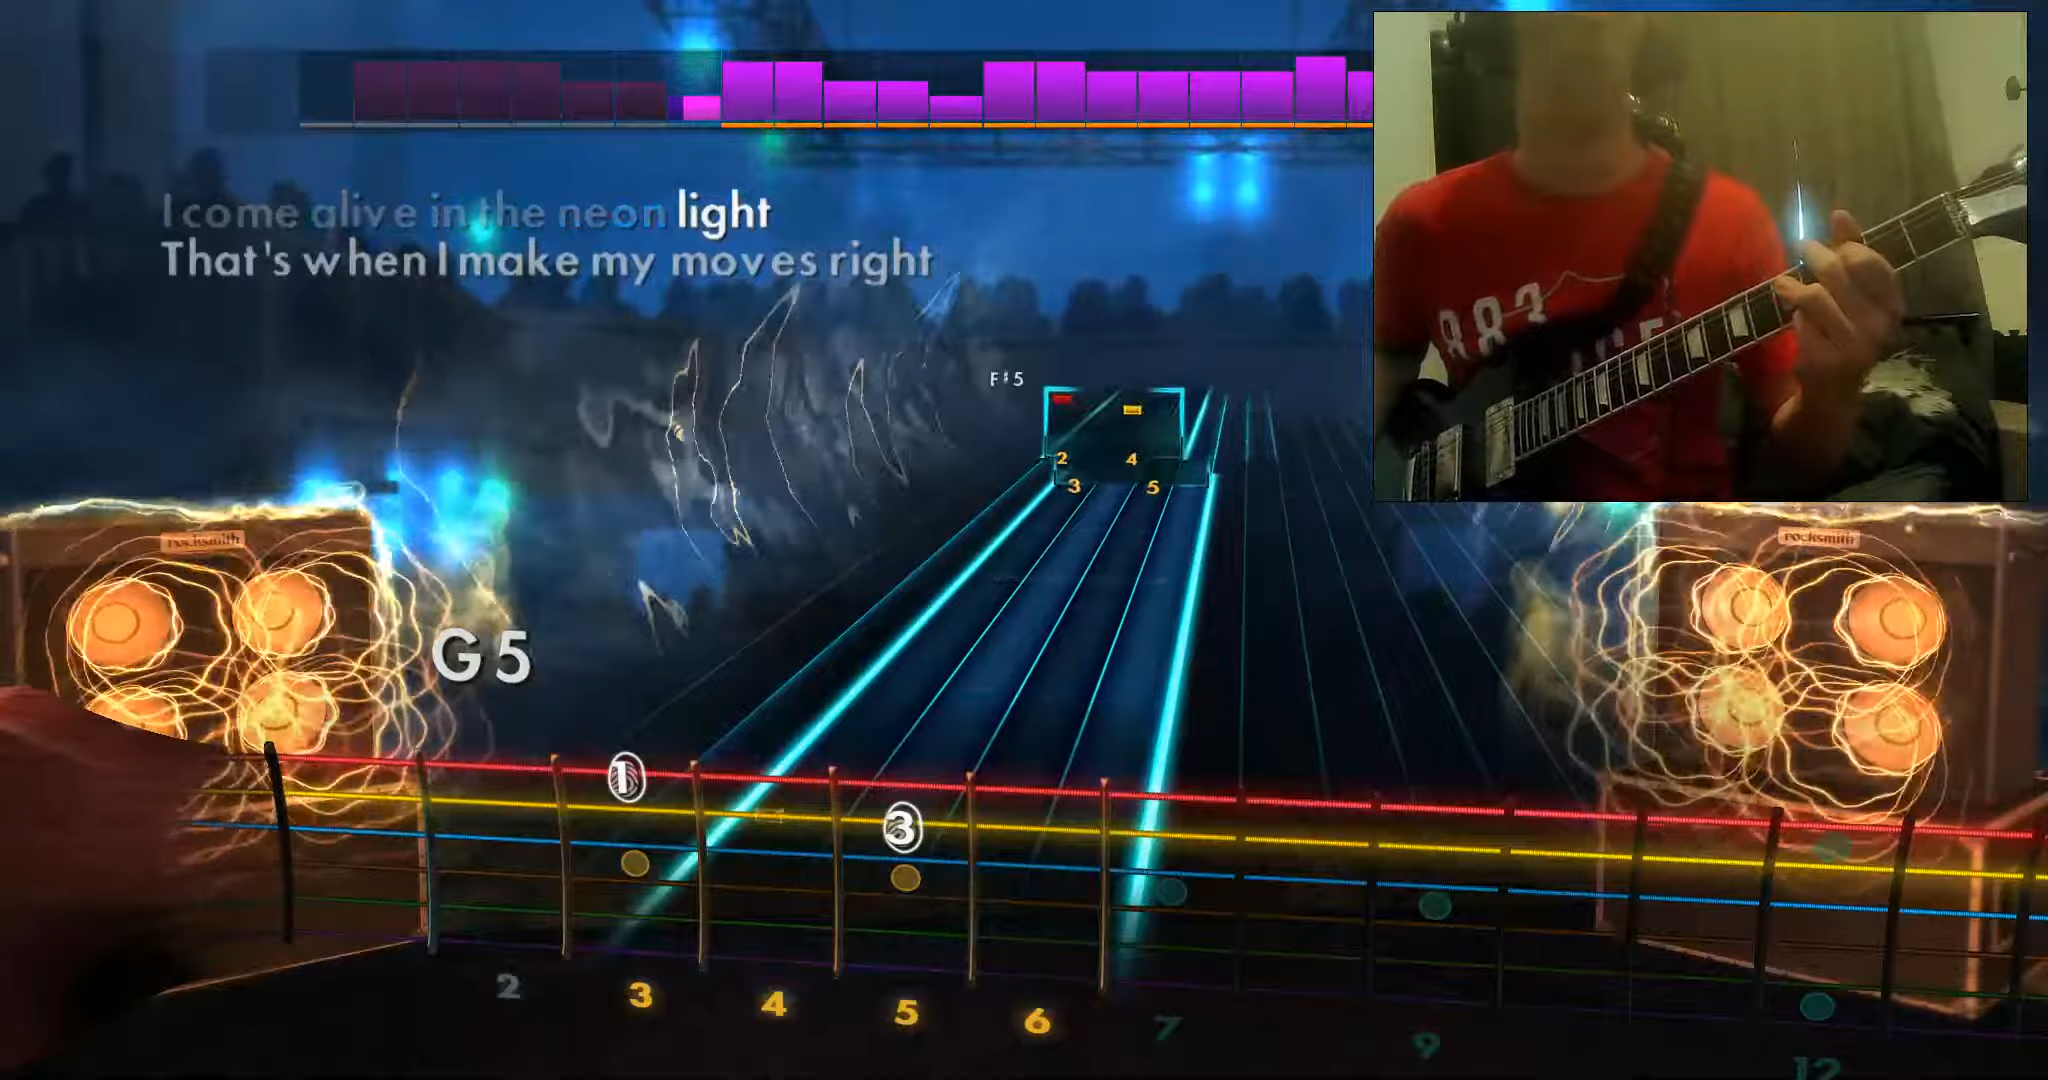 I come alive in the neon light
That's when I make my moves right
F#5
883
2 4
3 5
rocksmith
rocksmith
G5
1
3
2 3 4 5 6 7 9 12